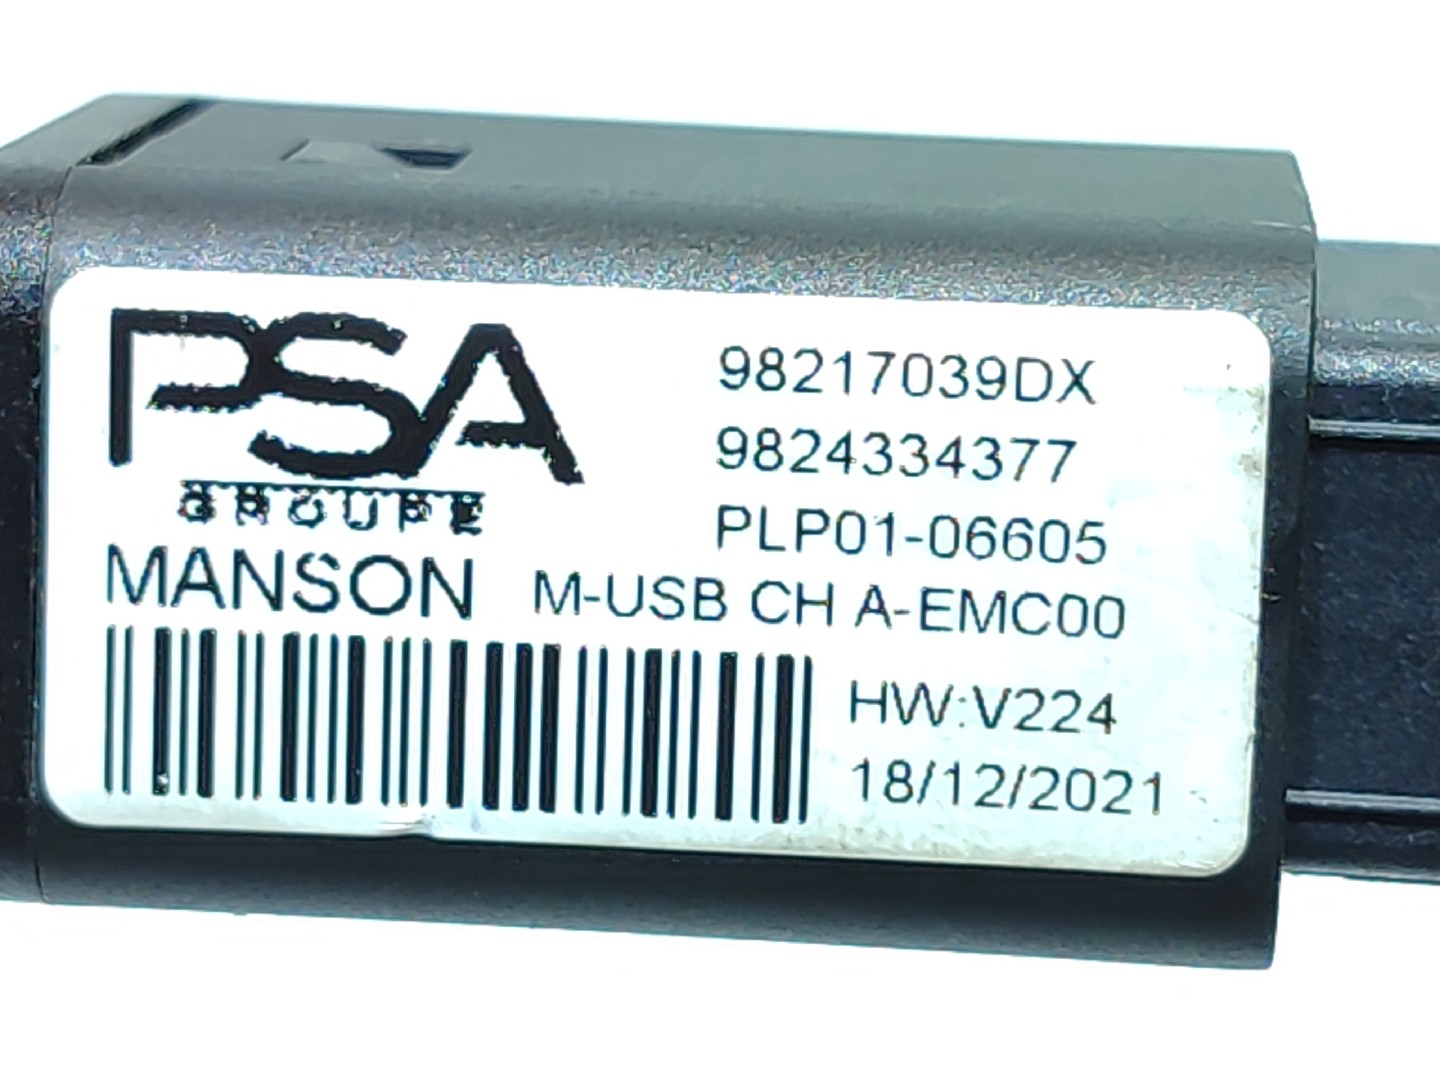 PSA
GROUPE
98217039DX
9824334377
PLP01-06605
MANSON M-USB CH A-EMC00
HW:V224
18/12/2021